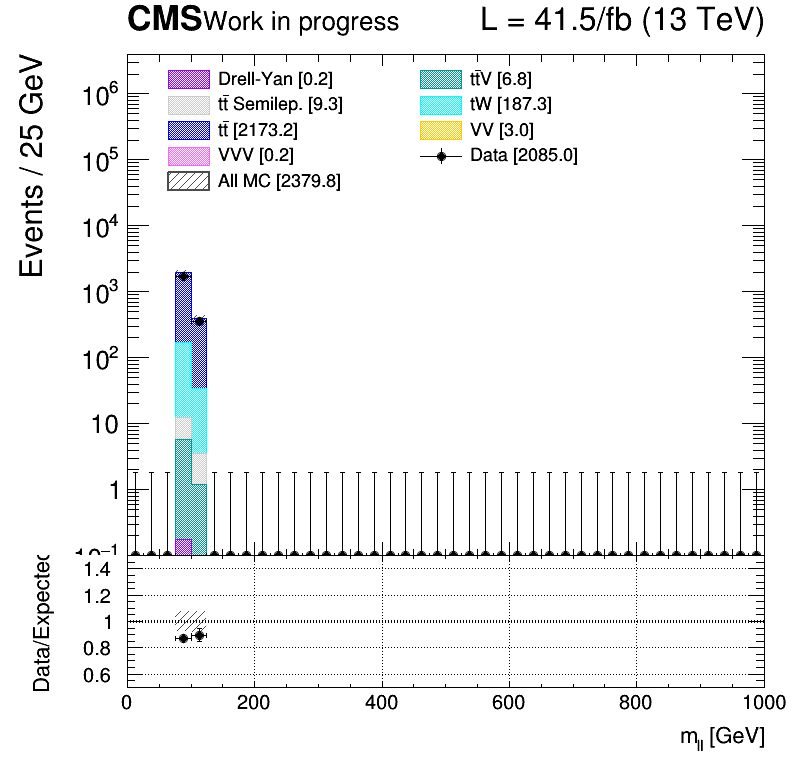 CMS Work in progress L = 41.5/fb (13 TeV)
Events / 25 GeV
Drell-Yan [0.2]
tt̄ Semilep. [9.3]
tt̄ [2173.2]
VVV [0.2]
All MC [2379.8]
tt̄V [6.8]
tW [187.3]
VV [3.0]
Data [2085.0]
10⁶
10⁵
10⁴
10³
10²
10
1
10⁻¹
Data/Expected
1.4
1.2
1
0.8
0.6
0 200 400 600 800 1000
m_ll [GeV]